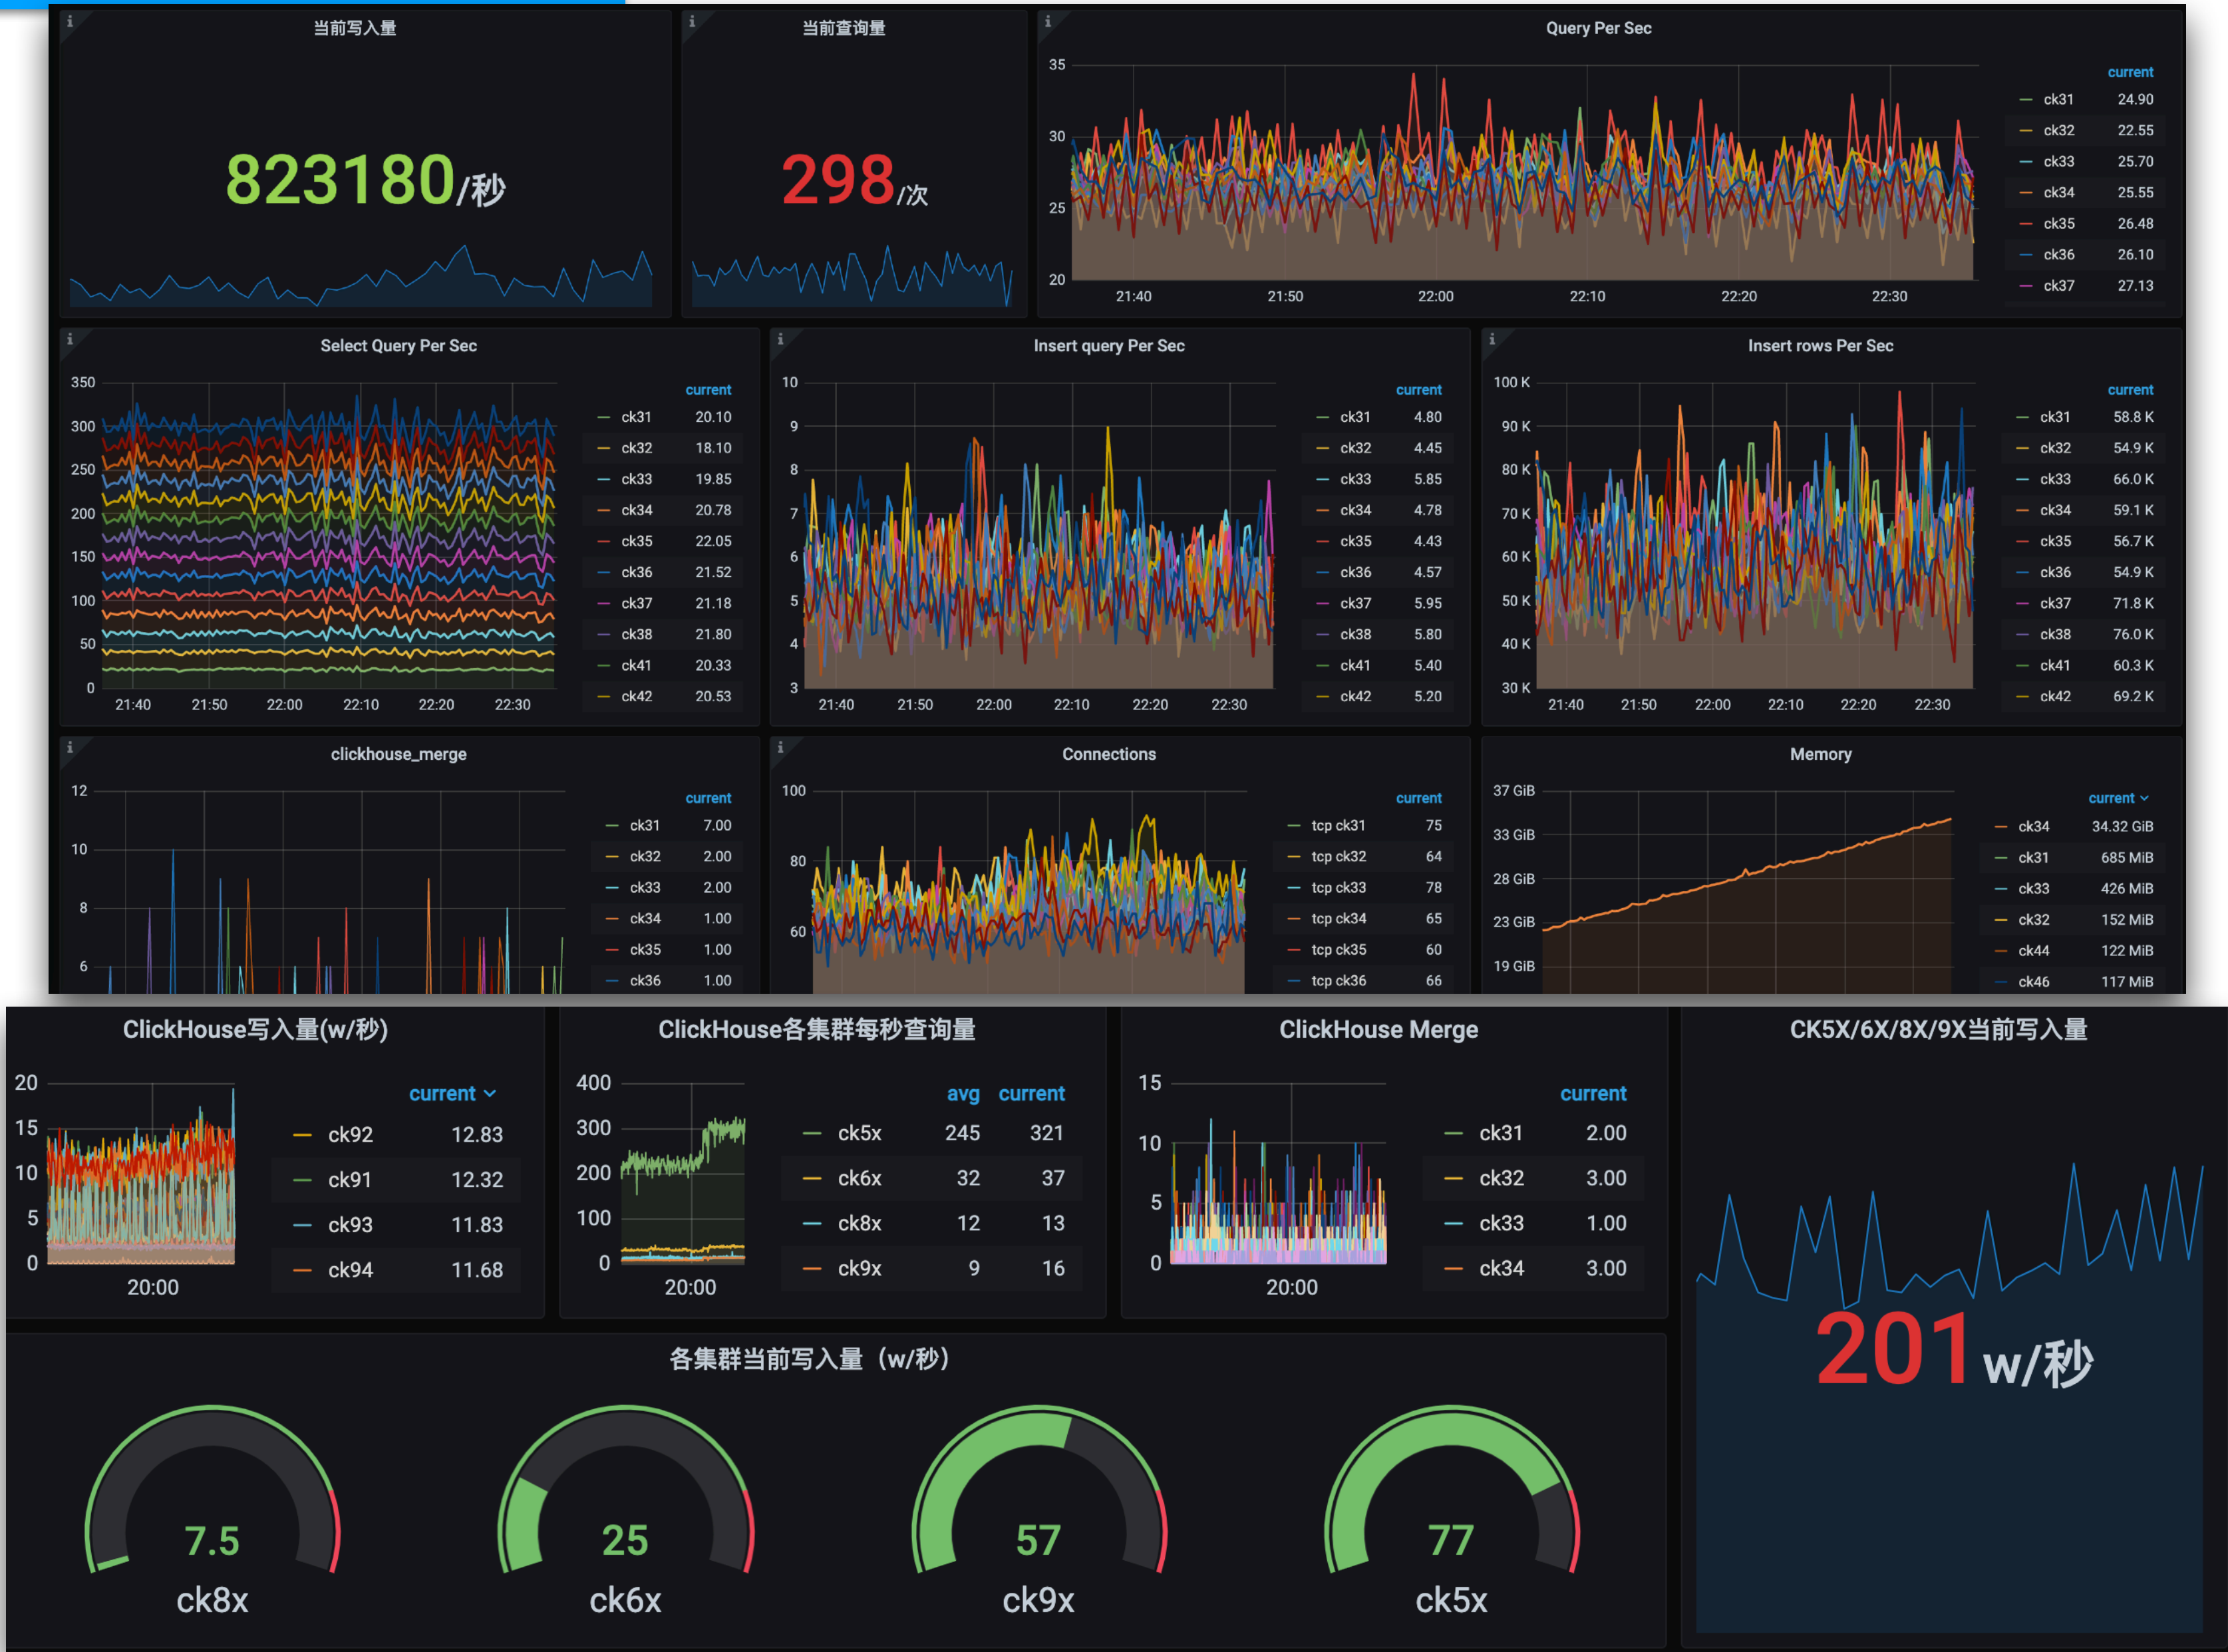 当前写入量
823180/秒
当前查询量
298/次
Query Per Sec
35
30
25
20
21:40 21:50 22:00 22:10 22:20 22:30
current
ck31 24.90
ck32 22.55
ck33 25.70
ck34 25.55
ck35 26.48
ck36 26.10
ck37 27.13
Select Query Per Sec
350
300
250
200
150
100
50
0
21:40 21:50 22:00 22:10 22:20 22:30
current
ck31 20.10
ck32 18.10
ck33 19.85
ck34 20.78
ck35 22.05
ck36 21.52
ck37 21.18
ck38 21.80
ck41 20.33
ck42 20.53
Insert query Per Sec
10
9
8
7
6
5
4
3
21:40 21:50 22:00 22:10 22:20 22:30
current
ck31 4.80
ck32 4.45
ck33 5.85
ck34 4.78
ck35 4.43
ck36 4.57
ck37 5.95
ck38 5.80
ck41 5.40
ck42 5.20
Insert rows Per Sec
100 K
90 K
80 K
70 K
60 K
50 K
40 K
30 K
21:40 21:50 22:00 22:10 22:20 22:30
current
ck31 58.8 K
ck32 54.9 K
ck33 66.0 K
ck34 59.1 K
ck35 56.7 K
ck36 54.9 K
ck37 71.8 K
ck38 76.0 K
ck41 60.3 K
ck42 69.2 K
clickhouse_merge
12
10
8
6
current
ck31 7.00
ck32 2.00
ck33 2.00
ck34 1.00
ck35 1.00
ck36 1.00
Connections
100
80
60
current
tcp ck31 75
tcp ck32 64
tcp ck33 78
tcp ck34 65
tcp ck35 60
tcp ck36 66
Memory
37 GiB
33 GiB
28 GiB
23 GiB
19 GiB
current
ck34 34.32 GiB
ck31 685 MiB
ck33 426 MiB
ck32 152 MiB
ck44 122 MiB
ck46 117 MiB
ClickHouse写入量(w/秒)
20
15
10
5
0
20:00
current
ck92 12.83
ck91 12.32
ck93 11.83
ck94 11.68
ClickHouse各集群每秒查询量
400
300
200
100
0
20:00
avg current
ck5x 245 321
ck6x 32 37
ck8x 12 13
ck9x 9 16
ClickHouse Merge
15
10
5
0
20:00
current
ck31 2.00
ck32 3.00
ck33 1.00
ck34 3.00
CK5X/6X/8X/9X当前写入量
201w/秒
各集群当前写入量（w/秒）
7.5
ck8x
25
ck6x
57
ck9x
77
ck5x